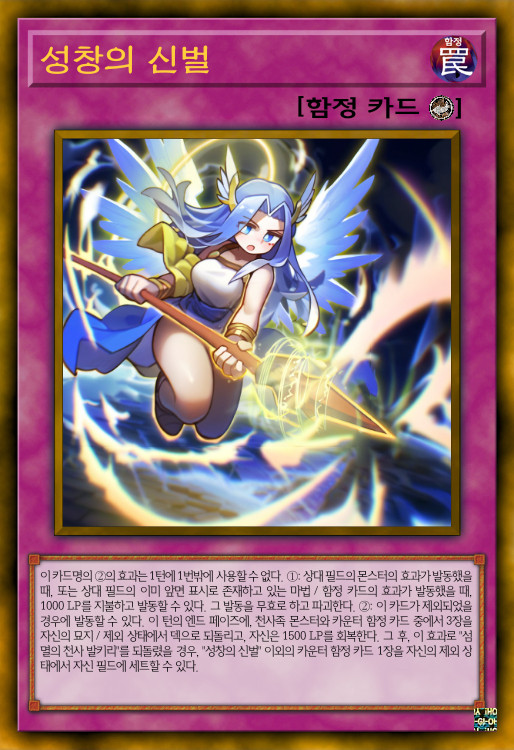 성창의 신벌
함정
罠
[함정 카드 ]
이 카드명의 ②의 효과는 1턴에 1번밖에 사용할 수 없다. ①: 상대 필드의 몬스터의 효과가 발동했을
때, 또는 상대 필드의 이미 앞면 표시로 존재하고 있는 마법 / 함정 카드의 효과가 발동했을 때,
1000 LP를 지불하고 발동할 수 있다. 그 발동을 무효로 하고 파괴한다. ②: 이 카드가 제외되었을
경우에 발동할 수 있다. 이 턴의 엔드 페이즈에, 천사족 몬스터와 카운터 함정 카드 중에서 3장을
자신의 묘지 / 제외 상태에서 덱으로 되돌리고, 자신은 1500 LP를 회복한다. 그 후, 이 효과로 "섬
멸의 천사 발키리"를 되돌렸을 경우, "성창의 신벌" 이외의 카운터 함정 카드 1장을 자신의 제외 상
태에서 자신 필드에 세트할 수 있다.